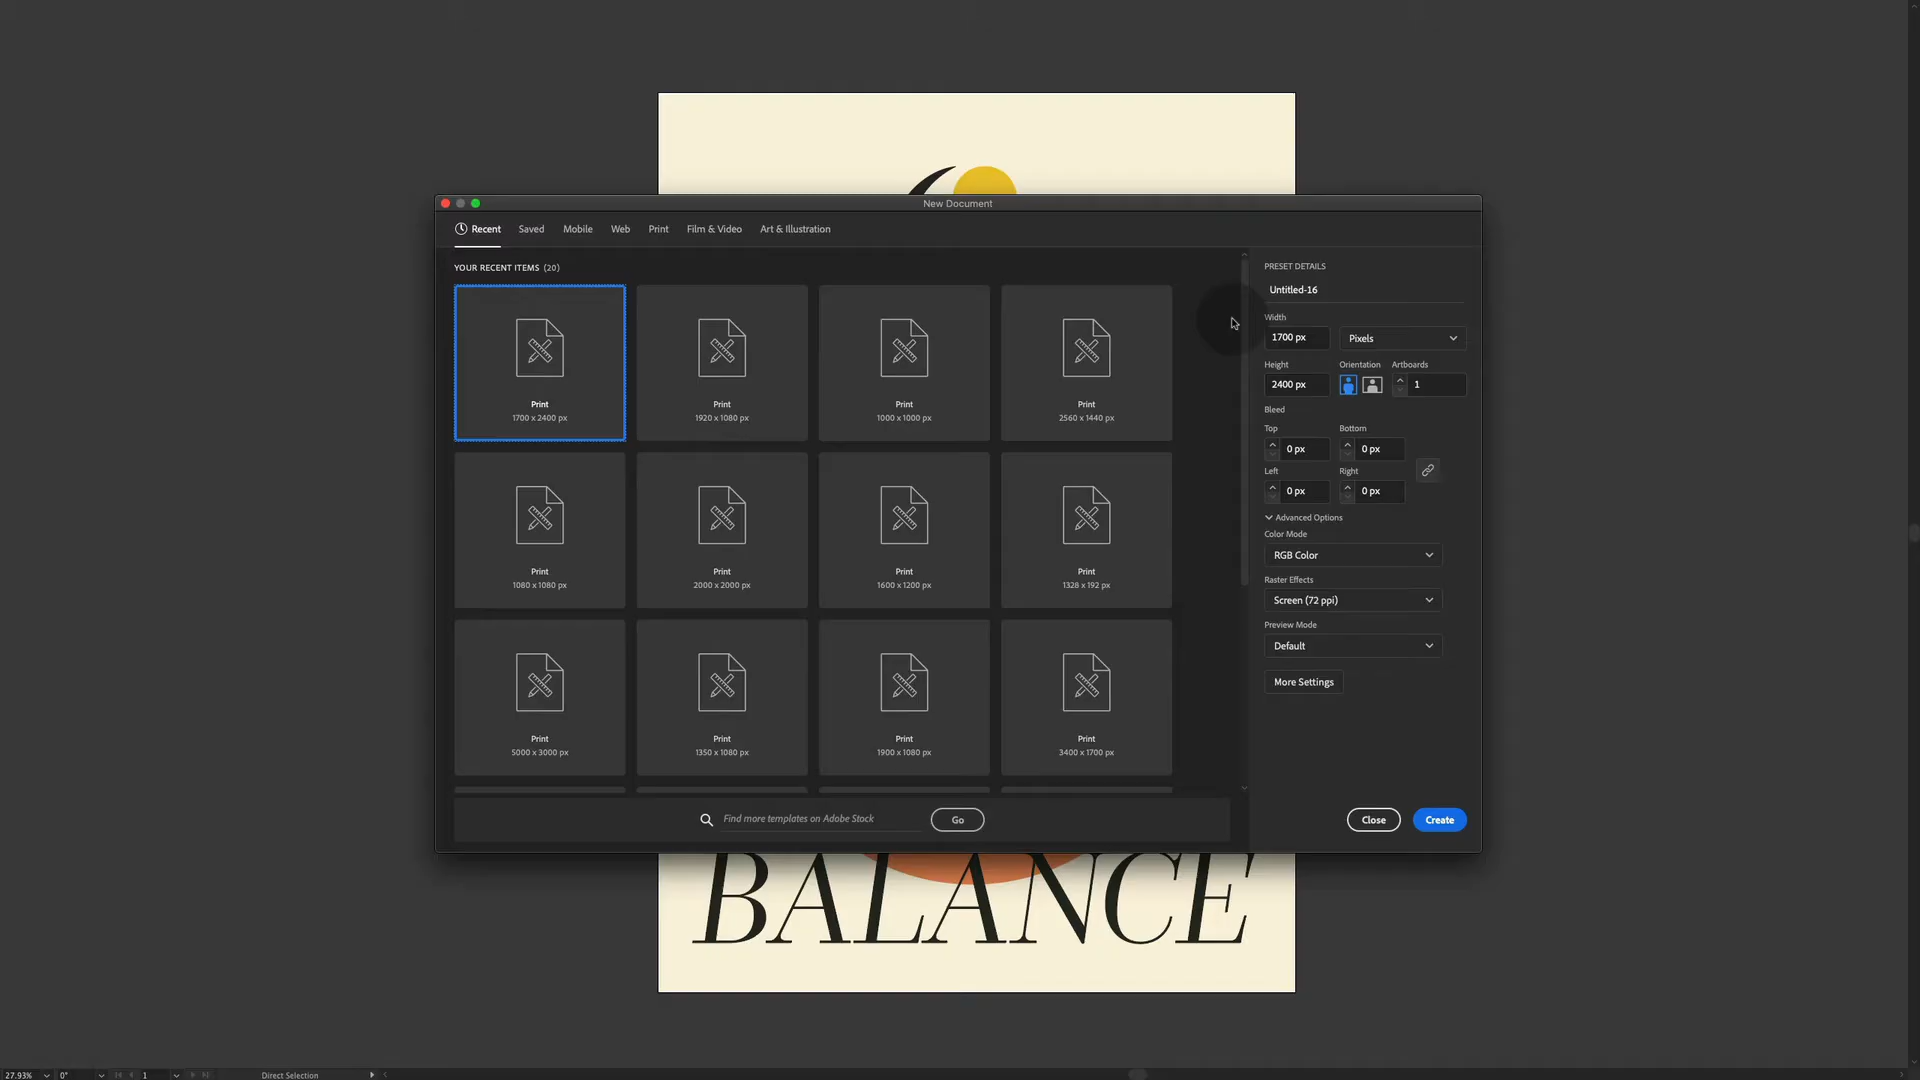 New Document
Recent Saved Mobile Web Print Film & Video Art & Illustration
YOUR RECENT ITEMS (20)
Print
1700 x 2400 px
Print
1920 x 1080 px
Print
1000 x 1000 px
Print
2560 x 1440 px
Print
1080 x 1080 px
Print
2000 x 2000 px
Print
1600 x 1200 px
Print
1328 x 192 px
Print
5000 x 3000 px
Print
1350 x 1080 px
Print
1900 x 1080 px
Print
3400 x 1700 px
Find more templates on Adobe Stock
Go
PRESET DETAILS
Untitled-16
Width
1700 px Pixels
Height Orientation Artboards
2400 px 1
Bleed
Top Bottom
0 px 0 px
Left Right
0 px 0 px
Advanced Options
Color Mode
RGB Color
Raster Effects
Screen (72 ppi)
Preview Mode
Default
More Settings
Close Create
BALANCE
27.93% 0° 1 Direct Selection